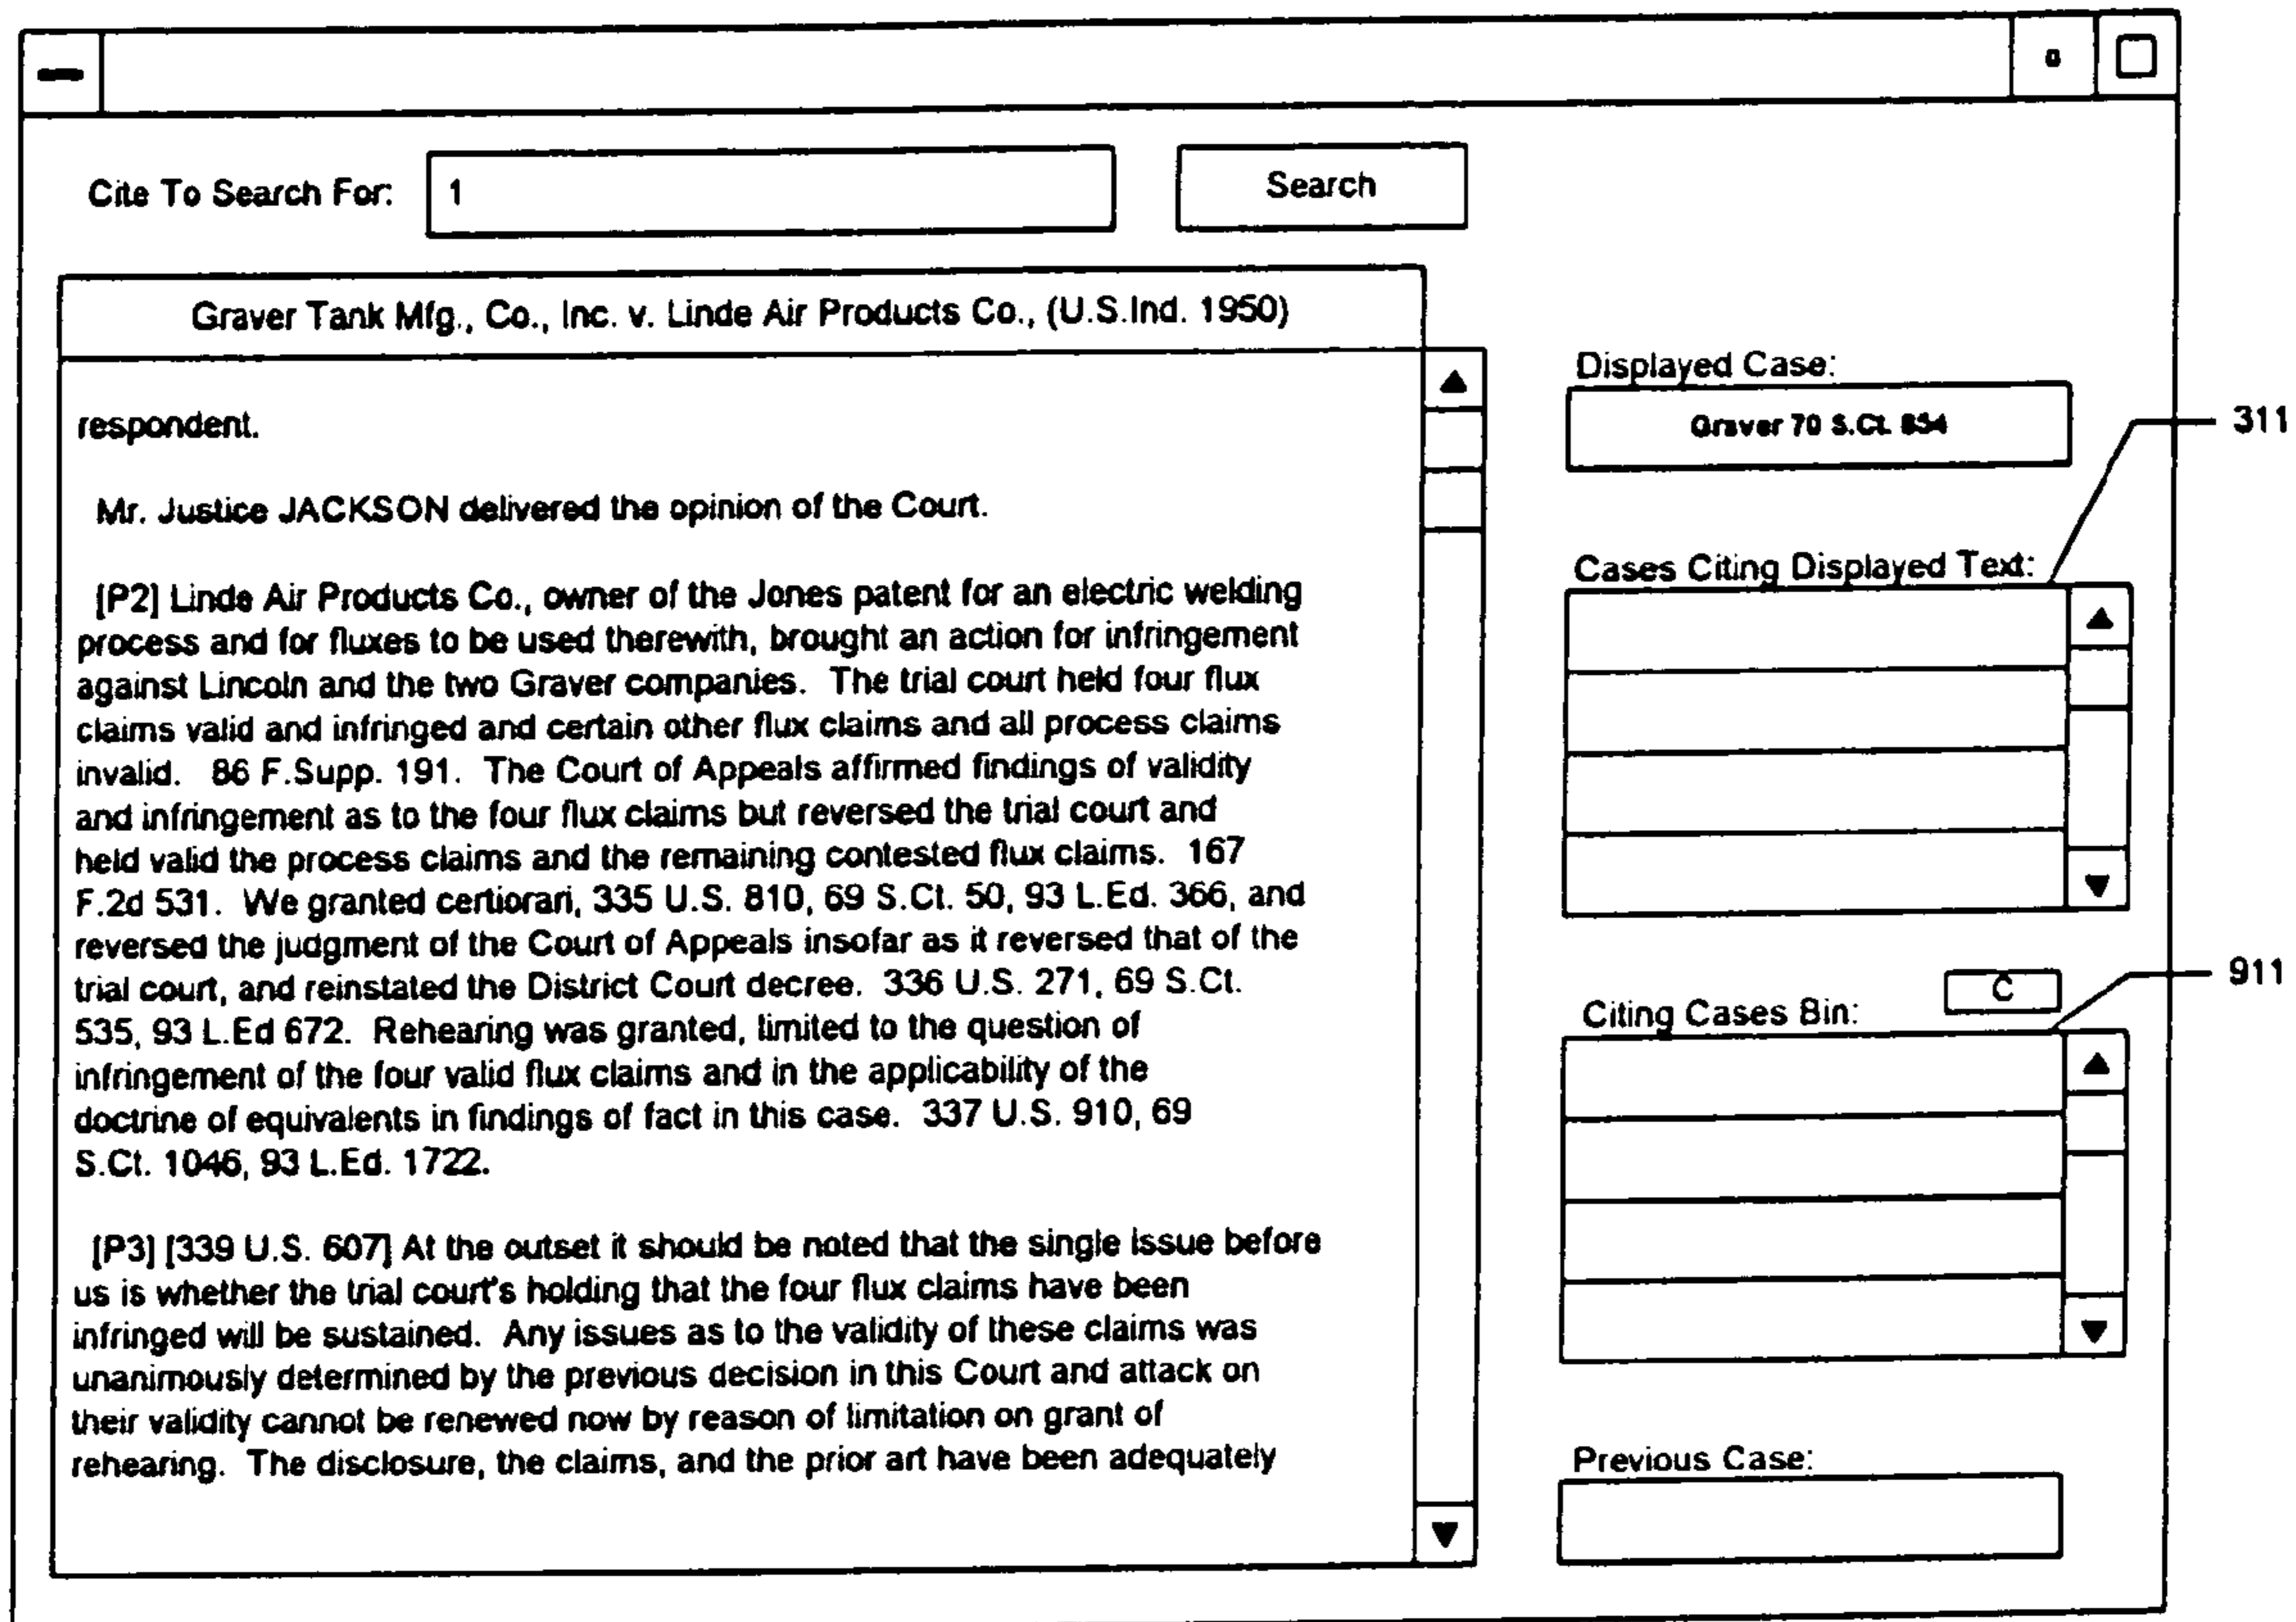 Cite To Search For: 1 Search
Graver Tank Mfg., Co., Inc. v. Linde Air Products Co., (U.S.Ind. 1950)
respondent.
Mr. Justice JACKSON delivered the opinion of the Court.
[P2] Linde Air Products Co., owner of the Jones patent for an electric welding
process and for fluxes to be used therewith, brought an action for infringement
against Lincoln and the two Graver companies. The trial court held four flux
claims valid and infringed and certain other flux claims and all process claims
invalid. 86 F.Supp. 191. The Court of Appeals affirmed findings of validity
and infringement as to the four flux claims but reversed the trial court and
held valid the process claims and the remaining contested flux claims. 167
F.2d 531. We granted certiorari, 335 U.S. 810, 69 S.Ct. 50, 93 L.Ed. 366, and
reversed the judgment of the Court of Appeals insofar as it reversed that of the
trial court, and reinstated the District Court decree. 336 U.S. 271, 69 S.Ct.
535, 93 L.Ed 672. Rehearing was granted, limited to the question of
infringement of the four valid flux claims and in the applicability of the
doctrine of equivalents in findings of fact in this case. 337 U.S. 910, 69
S.Ct. 1046, 93 L.Ed. 1722.
[P3] [339 U.S. 607] At the outset it should be noted that the single issue before
us is whether the trial court's holding that the four flux claims have been
infringed will be sustained. Any issues as to the validity of these claims was
unanimously determined by the previous decision in this Court and attack on
their validity cannot be renewed now by reason of limitation on grant of
rehearing. The disclosure, the claims, and the prior art have been adequately
Displayed Case:
Graver 70 S.Ct. 854
311
Cases Citing Displayed Text:
911
C
Citing Cases Bin:
Previous Case: